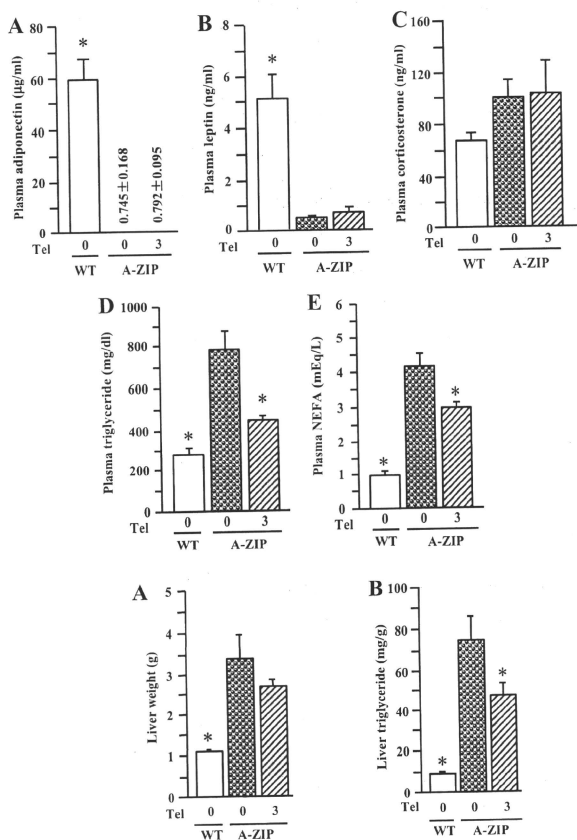 A
Plasma adiponectin (µg/ml)
80
60
40
20
0
*
0.745±0.168
0.792±0.095
Tel
0
0
3
WT
A-ZIP
B
Plasma leptin (ng/ml)
8
6
4
2
0
*
0
0
3
WT
A-ZIP
C
Plasma corticosterone (ng/ml)
160
120
80
40
0
Tel
0
0
3
WT
A-ZIP
D
Plasma triglyceride (mg/dl)
1000
800
600
400
200
0
*
*
Tel
0
0
3
WT
A-ZIP
E
Plasma NEFA (mEq/L)
6
5
4
3
2
1
0
*
*
Tel
0
0
3
WT
A-ZIP
A
Liver weight (g)
5
4
3
2
1
0
*
Tel
0
0
3
WT
A-ZIP
B
Liver triglyceride (mg/g)
100
80
60
40
20
0
*
*
Tel
0
0
3
WT
A-ZIP